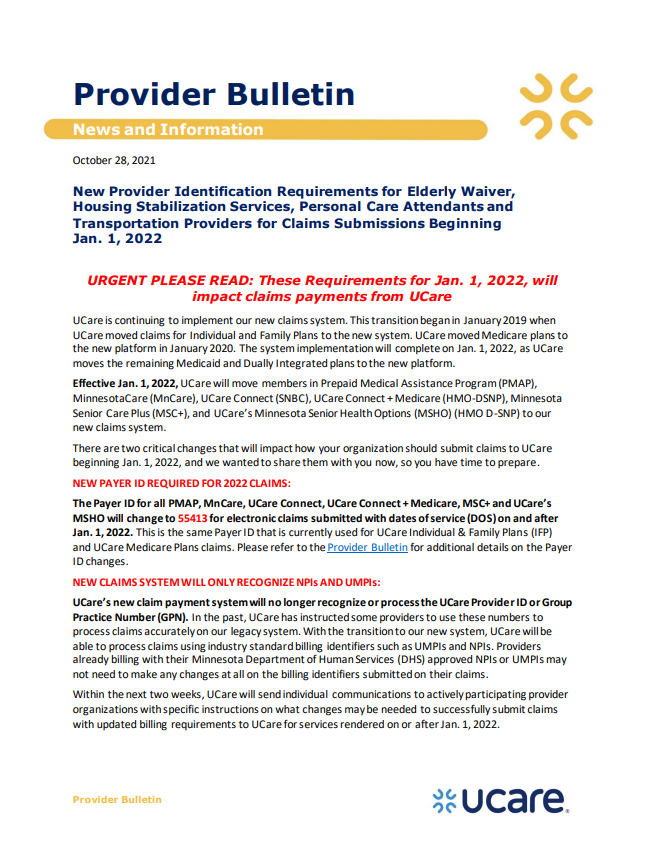 Provider Bulletin
News and Information
October 28, 2021
New Provider Identification Requirements for Elderly Waiver,
Housing Stabilization Services, Personal Care Attendants and
Transportation Providers for Claims Submissions Beginning
Jan. 1, 2022
URGENT PLEASE READ: These Requirements for Jan. 1, 2022, will
impact claims payments from UCare
UCare is continuing to implement our new claims system. This transition began in January 2019 when
UCare moved claims for Individual and Family Plans to the new system. UCare moved Medicare plans to
the new platform in January 2020. The system implementation will complete on Jan. 1, 2022, as UCare
moves the remaining Medicaid and Dually Integrated plans to the new platform.
Effective Jan. 1, 2022, UCare will move members in Prepaid Medical Assistance Program (PMAP),
MinnesotaCare (MnCare), UCare Connect (SNBC), UCare Connect + Medicare (HMO-DSNP), Minnesota
Senior Care Plus (MSC+), and UCare's Minnesota Senior Health Options (MSHO) (HMO D-SNP) to our
new claims system.
There are two critical changes that will impact how your organization should submit claims to UCare
beginning Jan. 1, 2022, and we wanted to share them with you now, so you have time to prepare.
NEW PAYER ID REQUIRED FOR 2022 CLAIMS:
The Payer ID for all PMAP, MnCare, UCare Connect, UCare Connect + Medicare, MSC+ and UCare's
MSHO will change to 55413 for electronic claims submitted with dates of service (DOS) on and after
Jan. 1, 2022. This is the same Payer ID that is currently used for UCare Individual & Family Plans (IFP)
and UCare Medicare Plans claims. Please refer to the Provider Bulletin for additional details on the Payer
ID changes.
NEW CLAIMS SYSTEM WILL ONLY RECOGNIZE NPIs AND UMPIs:
UCare's new claim payment system will no longer recognize or process the UCare Provider ID or Group
Practice Number (GPN). In the past, UCare has instructed some providers to use these numbers to
process claims accurately on our legacy system. With the transition to our new system, UCare will be
able to process claims using industry standard billing identifiers such as UMPIs and NPIs. Providers
already billing with their Minnesota Department of Human Services (DHS) approved NPIs or UMPIs may
not need to make any changes at all on the billing identifiers submitted on their claims.
Within the next two weeks, UCare will send individual communications to actively participating provider
organizations with specific instructions on what changes may be needed to successfully submit claims
with updated billing requirements to UCare for services rendered on or after Jan. 1, 2022.
Provider Bulletin
ucare®